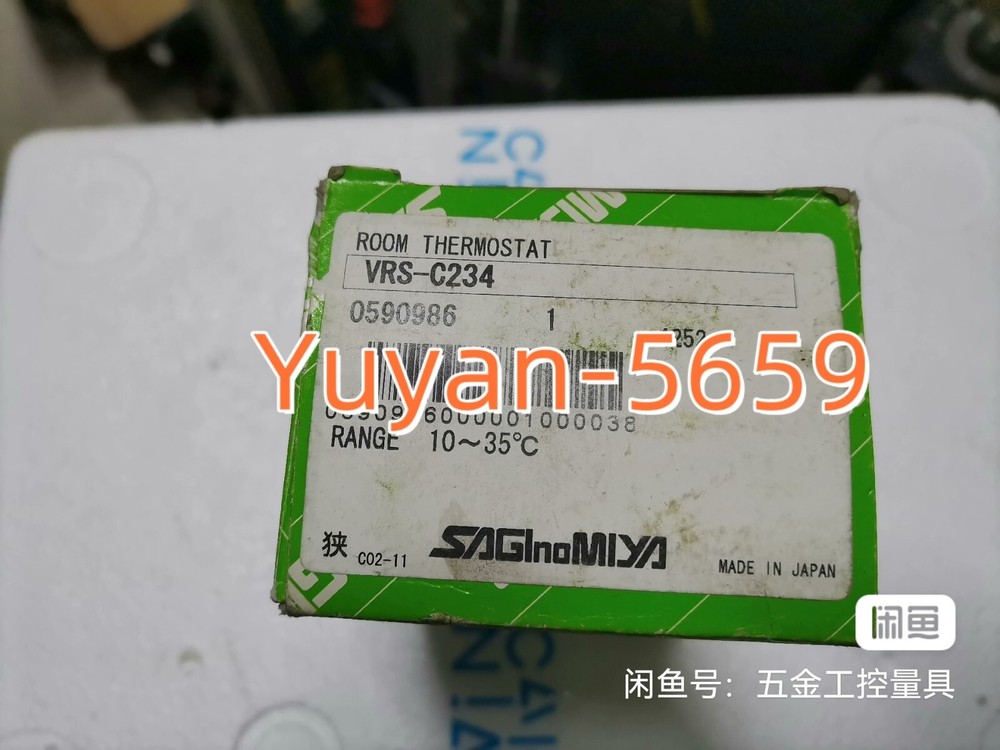 ROOM THERMOSTAT
VRS-C234
0590986 1
Yuyan-5659
RANGE 10～35℃
狭 C02-11 SAGInoMIYA MADE IN JAPAN
闲鱼
闲鱼号：五金工控量具